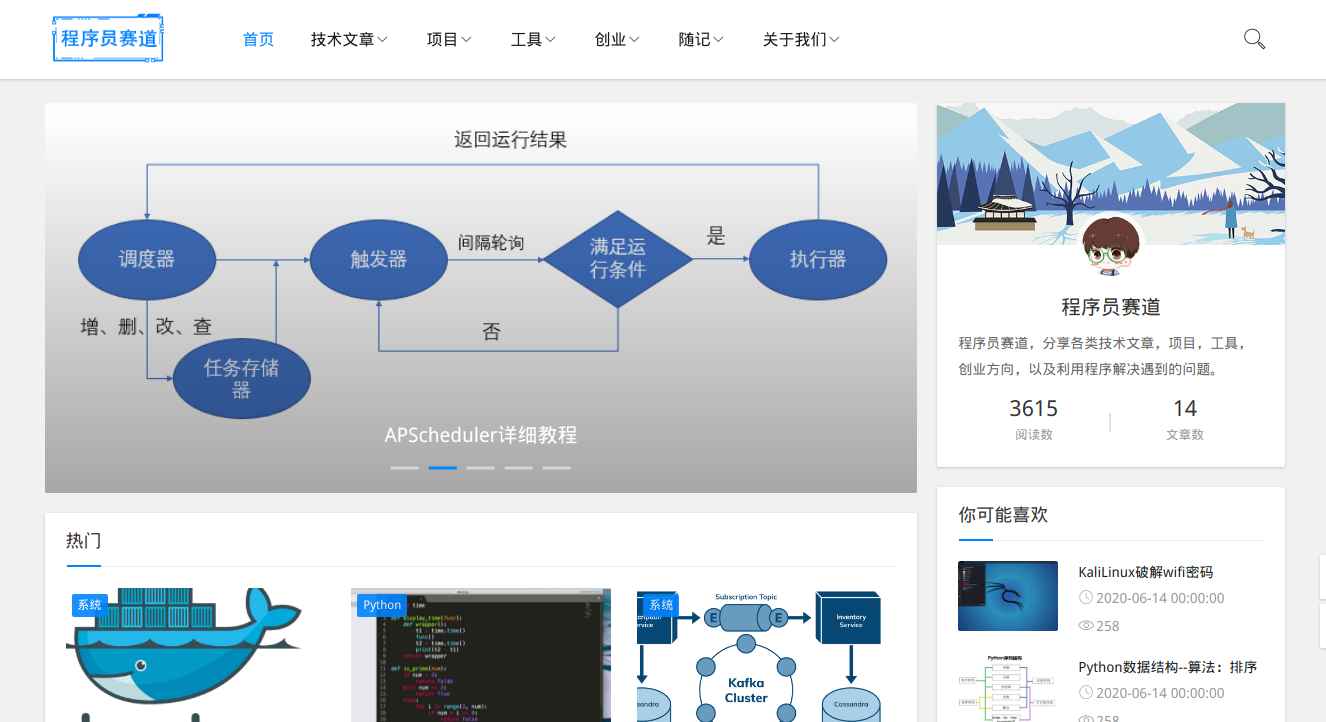 程序员赛道
首页 技术文章 项目 工具 创业 随记 关于我们
返回运行结果
调度器
触发器
间隔轮询
满足运
行条件
是
执行器
增、删、改、查
否
任务存储
器
APScheduler详细教程
程序员赛道
程序员赛道，分享各类技术文章，项目，工具，
创业方向，以及利用程序解决遇到的问题。
3615 14
阅读数 文章数
热门
系统
Python
系统
Subscription Topic
E E
Inventory
Service
Kafka
Cluster
Cassandra
你可能喜欢
KaliLinux破解wifi密码
2020-06-14 00:00:00
258
Python数据结构--算法：排序
2020-06-14 00:00:00
258